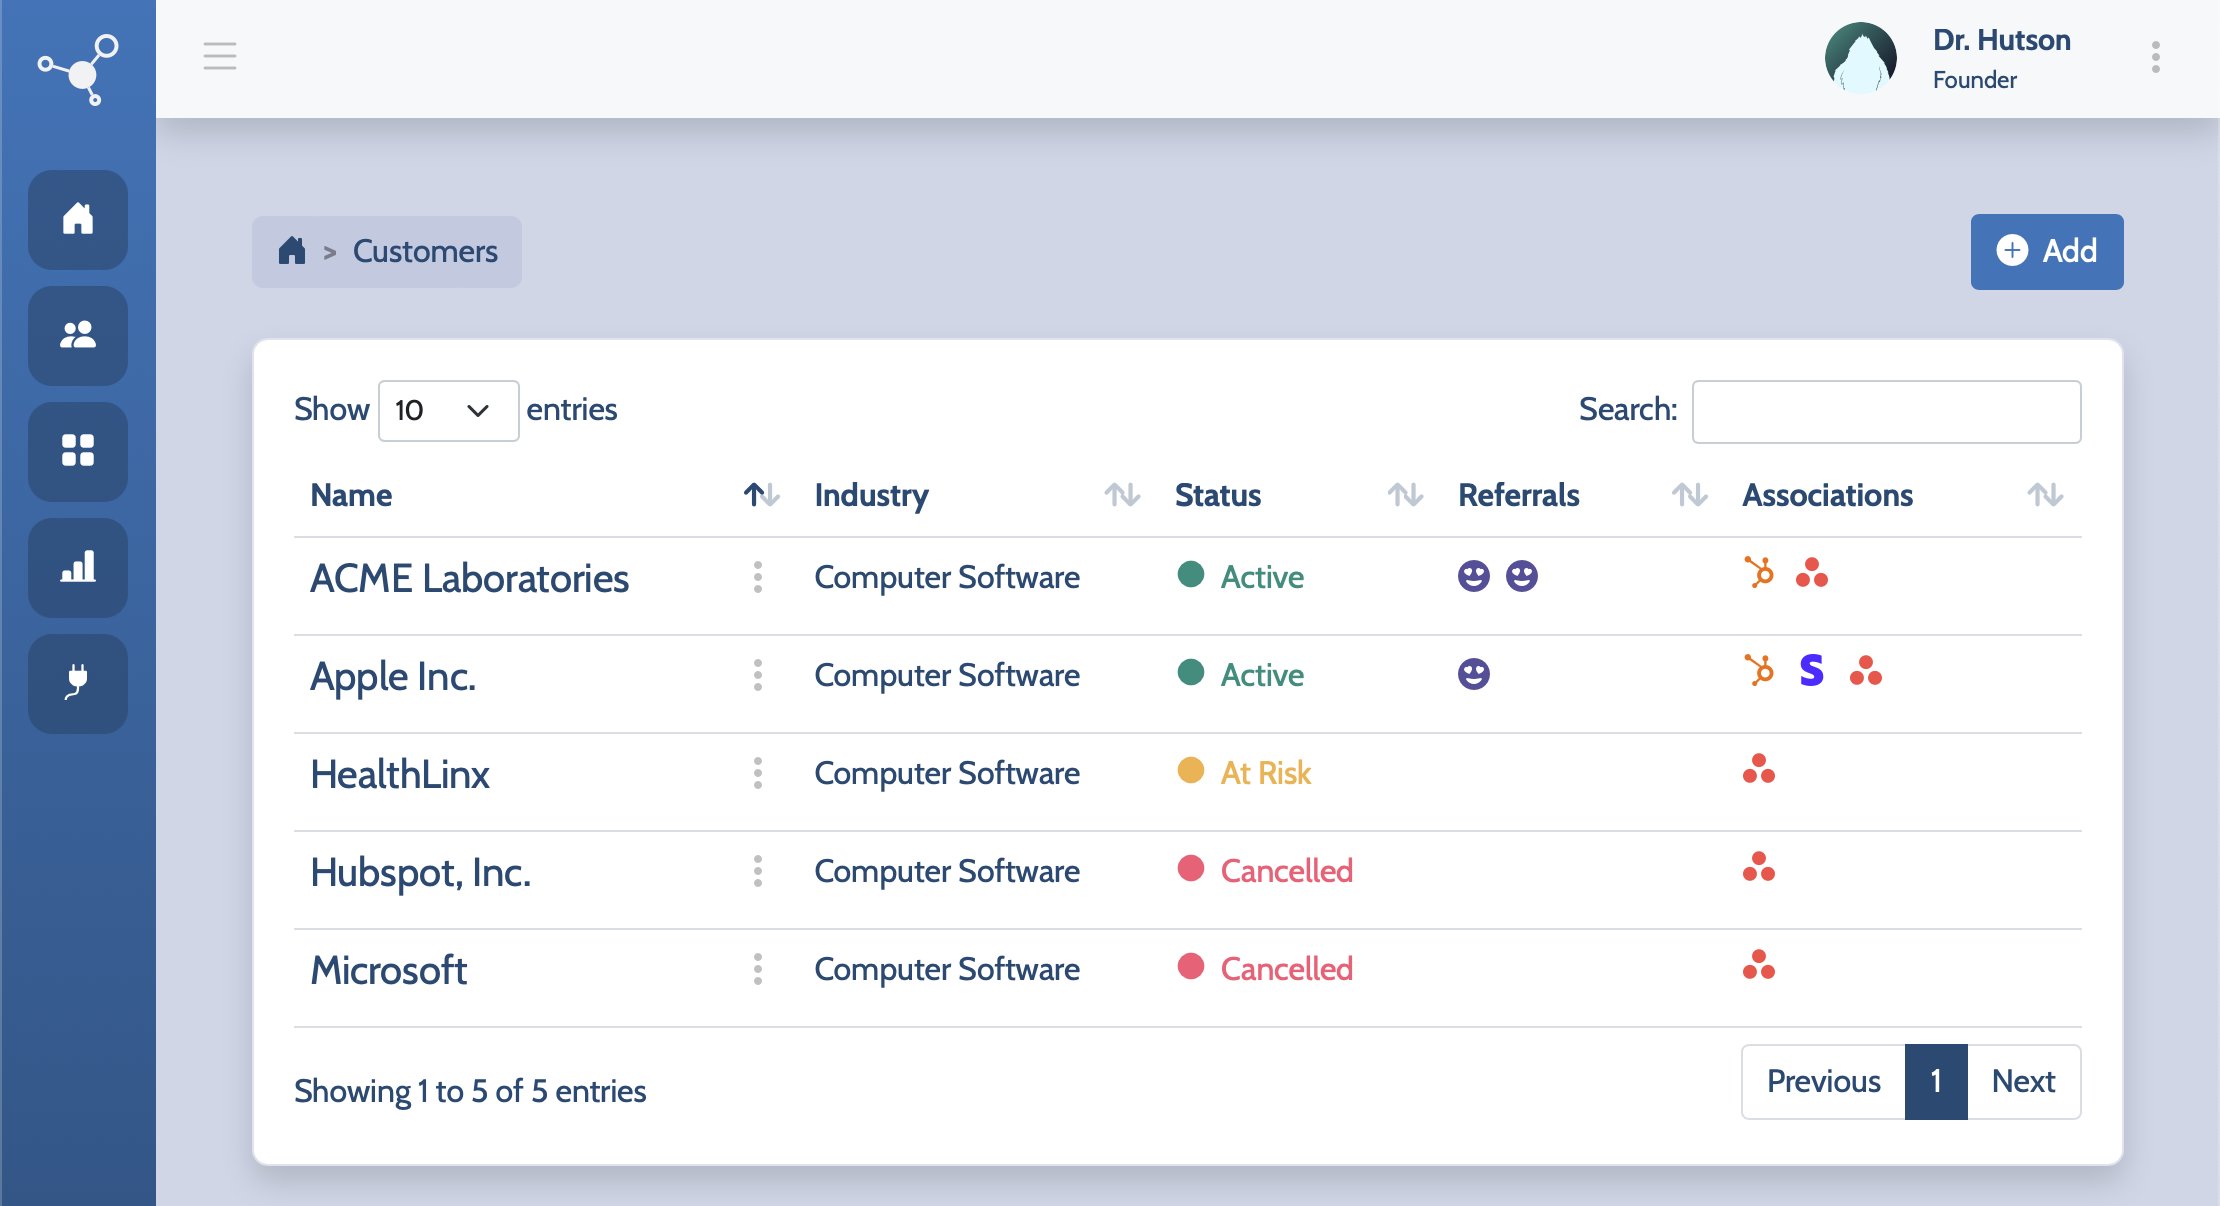 Dr. Hutson
Founder
> Customers
Add
Show 10 entries
Search:
Name Industry Status Referrals Associations
ACME Laboratories Computer Software Active
Apple Inc. Computer Software Active
HealthLinx Computer Software At Risk
Hubspot, Inc. Computer Software Cancelled
Microsoft Computer Software Cancelled
Showing 1 to 5 of 5 entries
Previous 1 Next